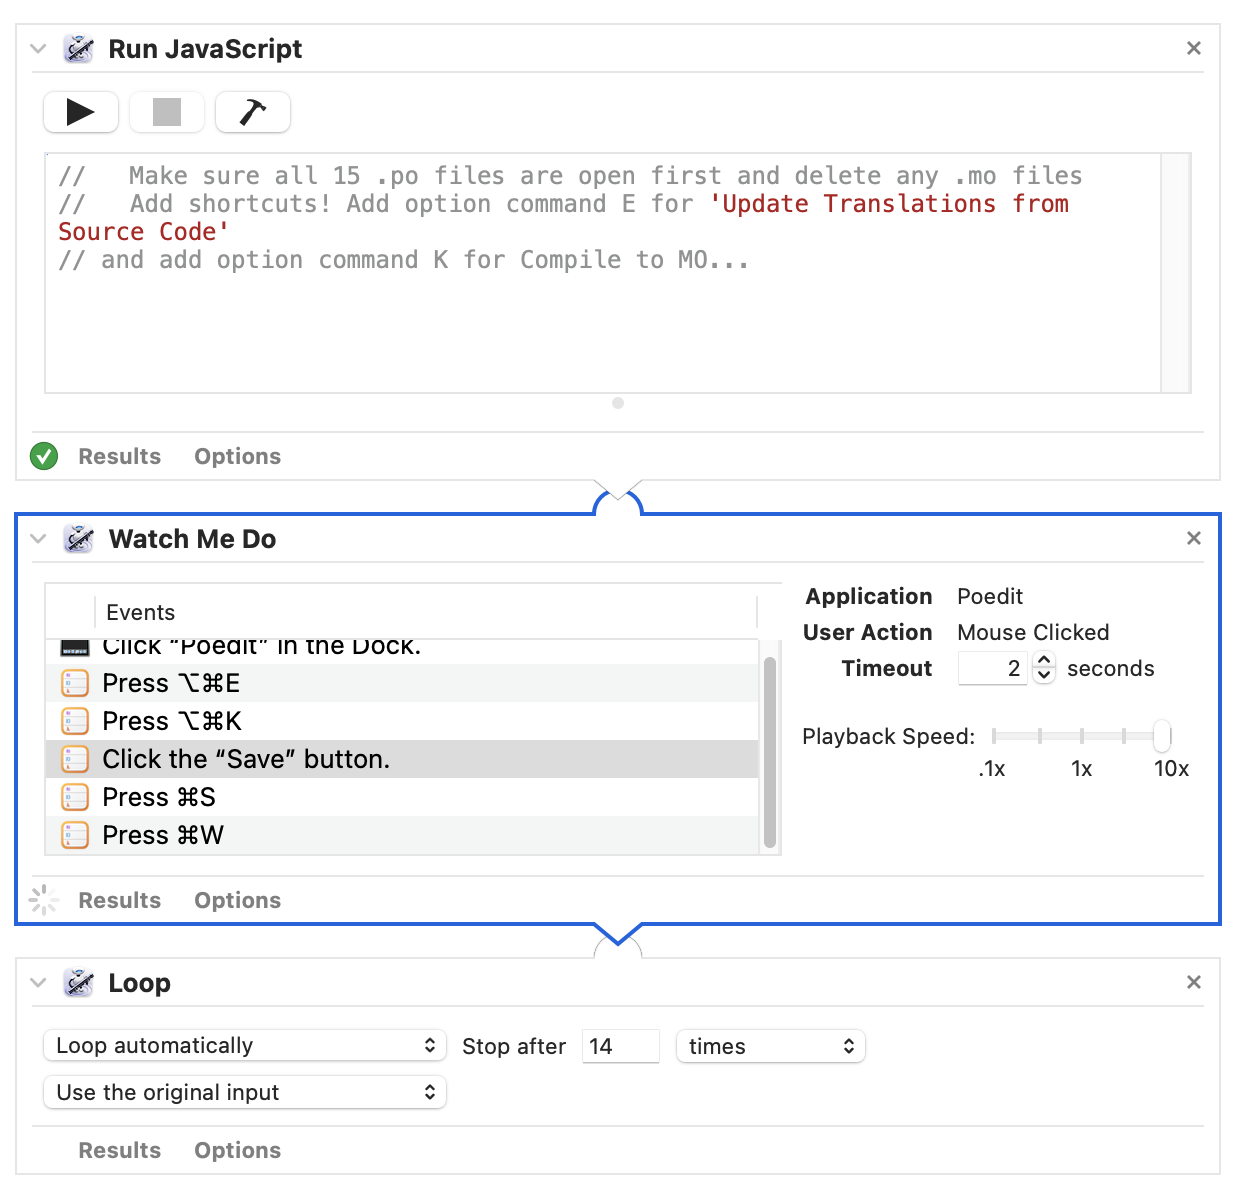 Run JavaScript
//   Make sure all 15 .po files are open first and delete any .mo files
//   Add shortcuts! Add option command E for 'Update Translations from
Source Code'
// and add option command K for Compile to MO...
Results Options
Watch Me Do
Events
Click “Poedit” in the Dock.
Press ⌥⌘E
Press ⌥⌘K
Click the “Save” button.
Press ⌘S
Press ⌘W
Application Poedit
User Action Mouse Clicked
Timeout 2 seconds
Playback Speed:
.1x 1x 10x
Results Options
Loop
Loop automatically Stop after 14 times
Use the original input
Results Options